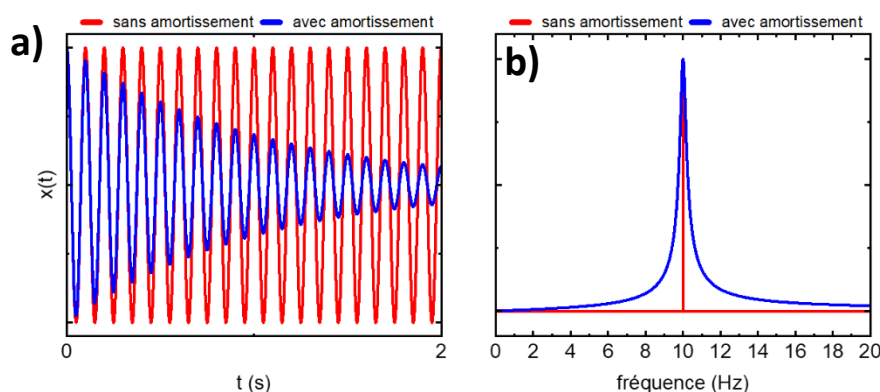 sans amortissement avec amortissement
a)
x(t)
0 2
t (s)
sans amortissement avec amortissement
b)
0 2 4 6 8 10 12 14 16 18 20
fréquence (Hz)